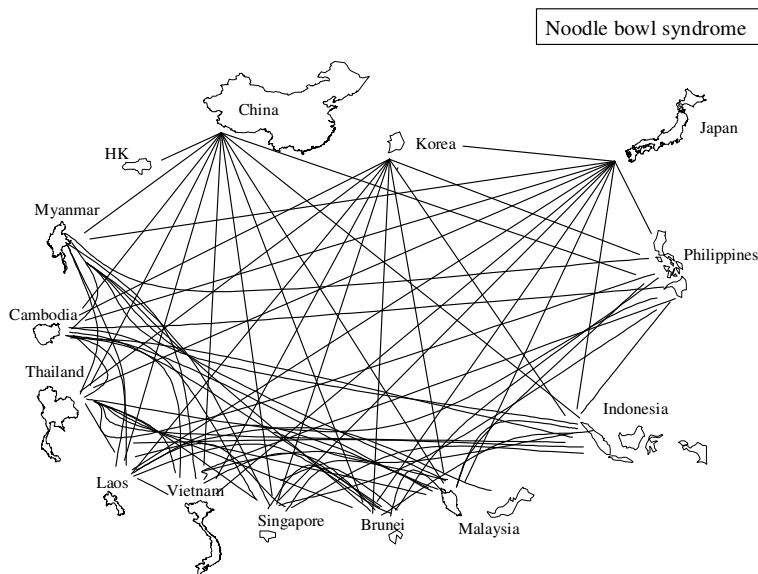 Noodle bowl syndrome
China
Korea
Japan
HK
Myanmar
Philippines
Cambodia
Thailand
Indonesia
Laos
Vietnam
Singapore
Brunei
Malaysia